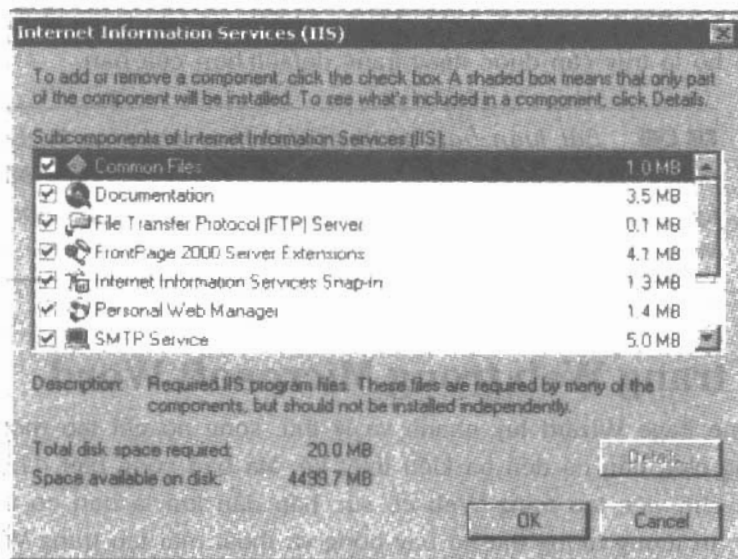 Internet Information Services (IIS)
To add or remove a component, click the check box. A shaded box means that only part
of the component will be installed. To see what's included in a component, click Details.
Subcomponents of Internet Information Services (IIS):
Common Files 1.0 MB
Documentation 3.5 MB
File Transfer Protocol (FTP) Server 0.1 MB
FrontPage 2000 Server Extensions 4.1 MB
Internet Information Services Snap-In 1.3 MB
Personal Web Manager 1.4 MB
SMTP Service 5.0 MB
Description: Required IIS program files. These files are required by many of the
components, but should not be installed independently.
Total disk space required: 20.0 MB
Space available on disk: 4499.7 MB
Details...
OK Cancel